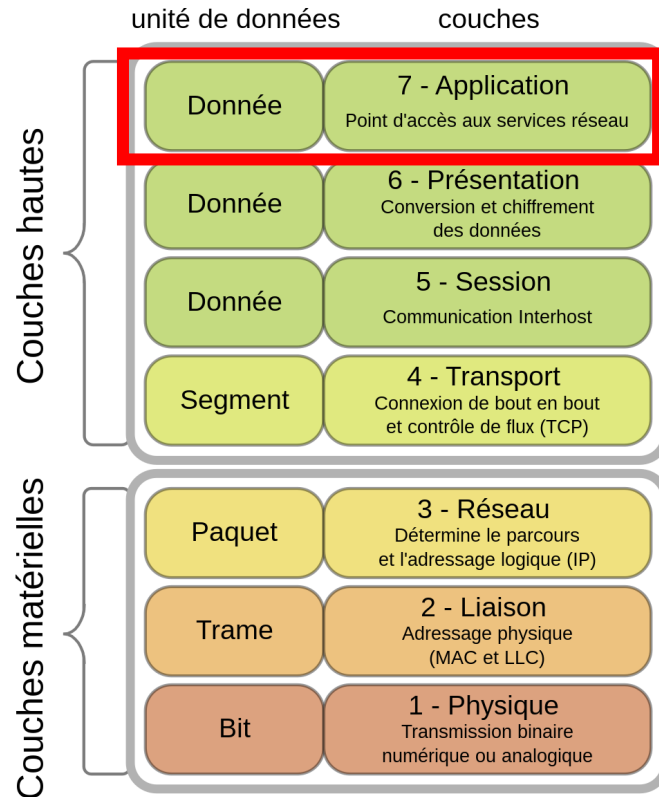 unité de données
couches
Couches hautes
Donnée
7 - Application
Point d'accès aux services réseau
Donnée
6 - Présentation
Conversion et chiffrement
des données
Donnée
5 - Session
Communication Interhost
Segment
4 - Transport
Connexion de bout en bout
et contrôle de flux (TCP)
Couches matérielles
Paquet
3 - Réseau
Détermine le parcours
et l'adressage logique (IP)
Trame
2 - Liaison
Adressage physique
(MAC et LLC)
Bit
1 - Physique
Transmission binaire
numérique ou analogique